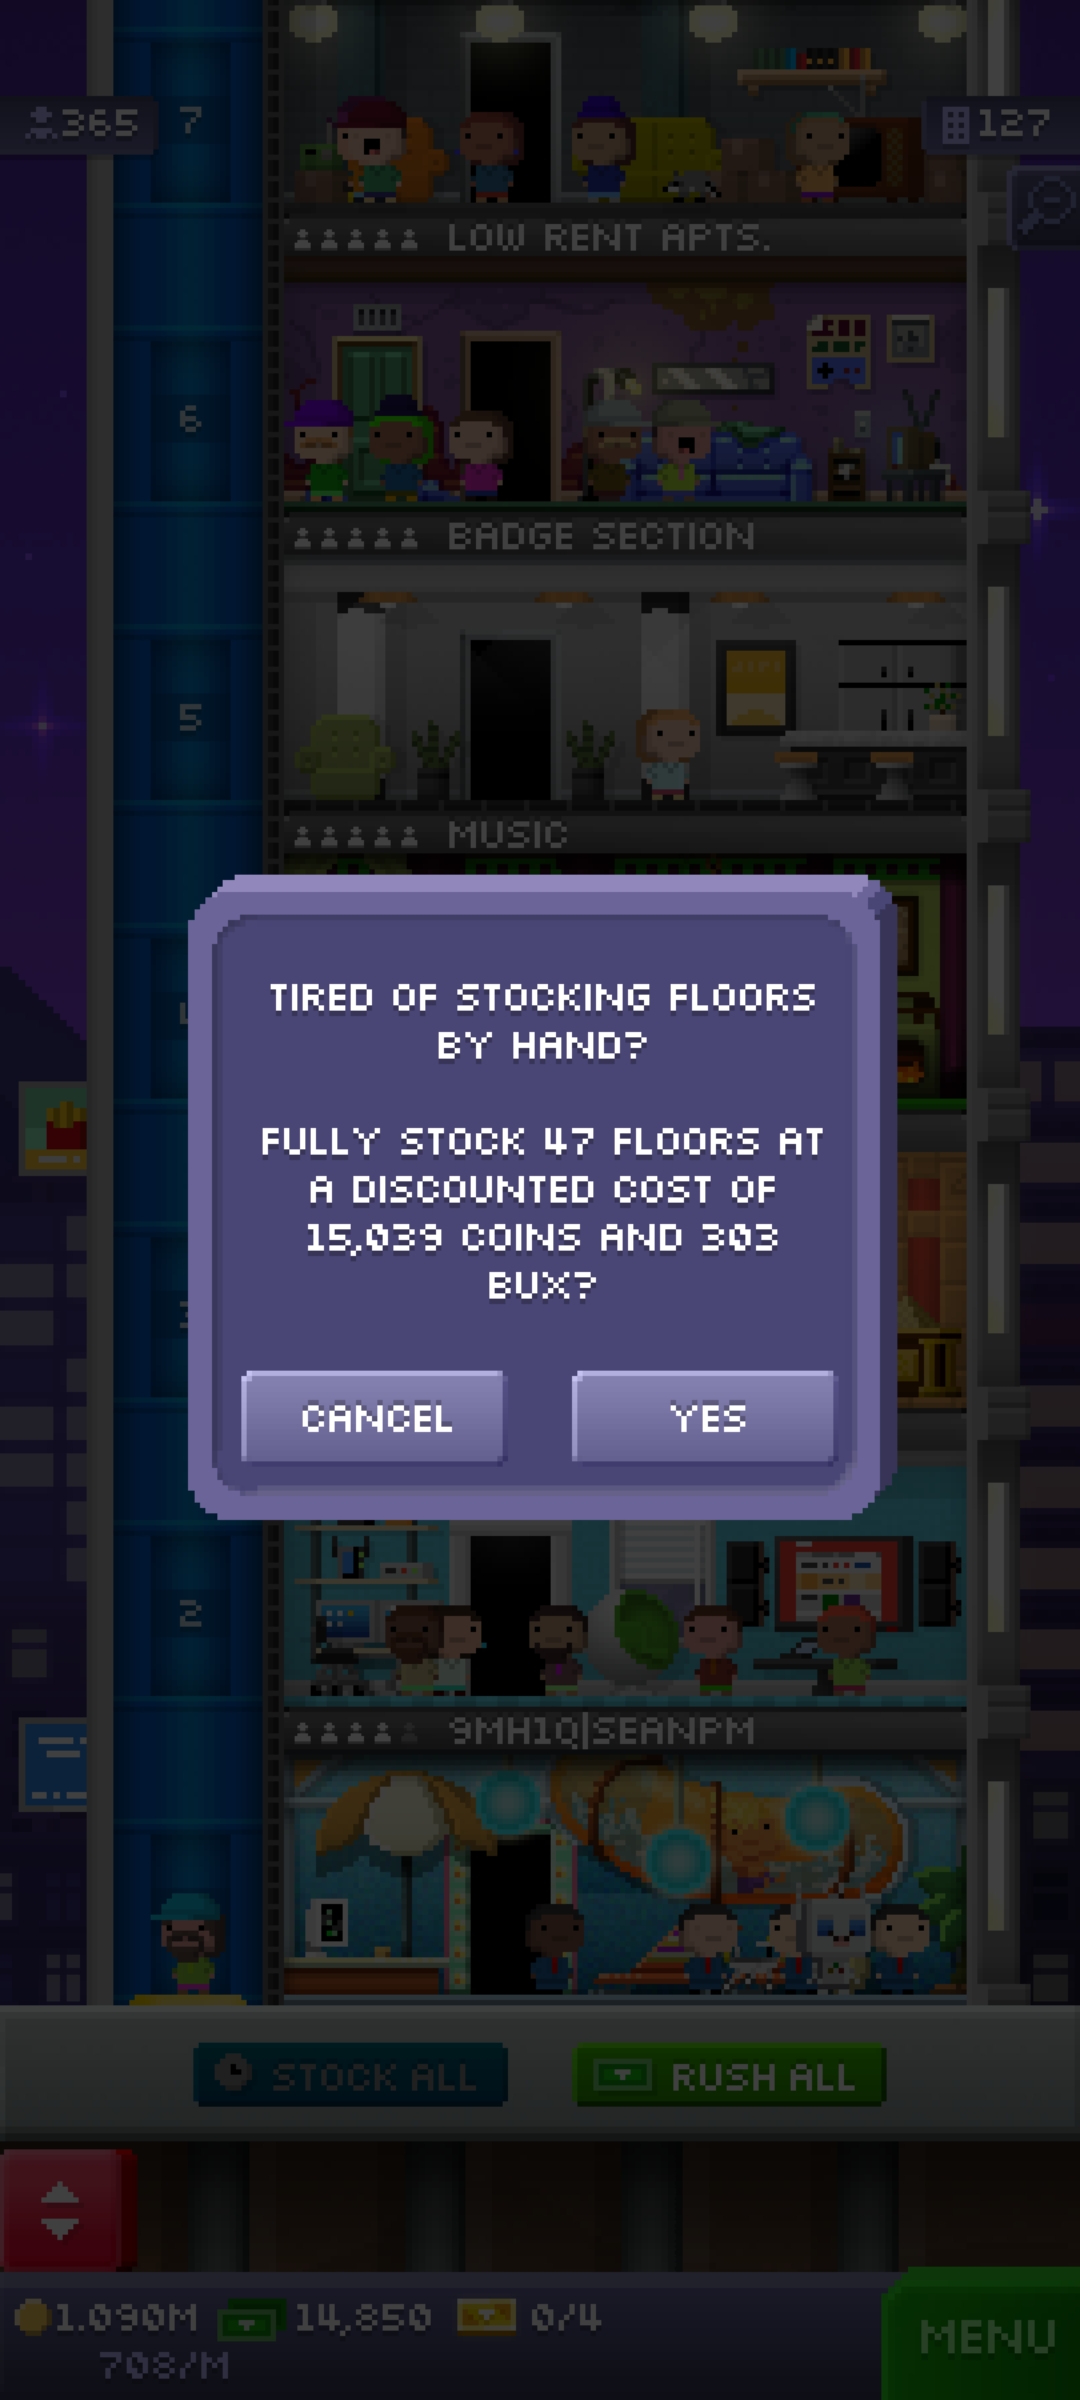 365
7
127
LOW RENT APTS.
6
BADGE SECTION
5
MUSIC
TIRED OF STOCKING FLOORS
BY HAND?
FULLY STOCK 47 FLOORS AT
A DISCOUNTED COST OF
15,039 COINS AND 303
BUX?
CANCEL
YES
2
9MH1Q|SEANPM
STOCK ALL
RUSH ALL
1.090M
14,850
0/4
708/M
MENU